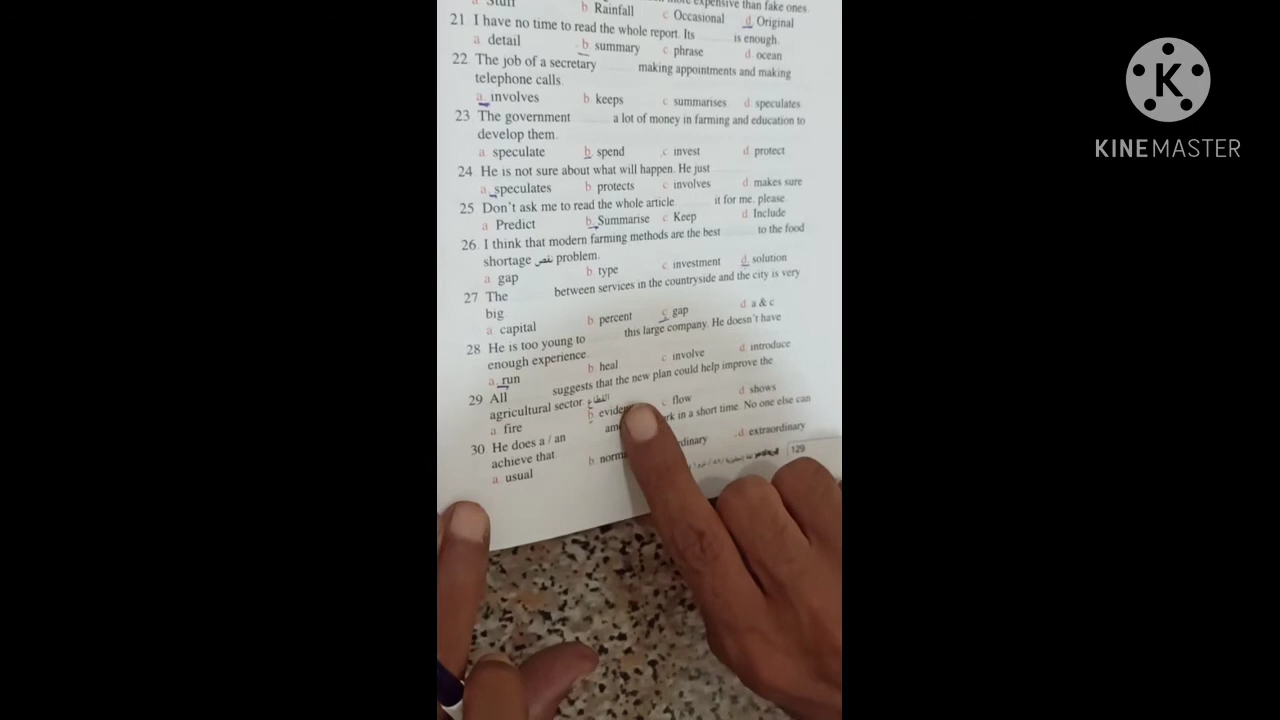 a Stuff b Rainfall c Occasional d. Original
more expensive than fake ones.
21 I have no time to read the whole report. Its is enough.
a detail b. summary c phrase d. ocean
22 The job of a secretary making appointments and making
telephone calls.
a. involves b keeps c summarises d. speculates
23 The government a lot of money in farming and education to
develop them.
a speculate b. spend c invest d. protect
24 He is not sure about what will happen. He just
a speculates b protects c involves d. makes sure
25 Don't ask me to read the whole article it for me, please.
a Predict b. Summarise c Keep d. Include
26. I think that modern farming methods are the best to the food
shortage نقص problem.
a gap b. type c investment d. solution
27 The between services in the countryside and the city is very
big.
a capital b. percent c gap d a & c
28 He is too young to this large company. He doesn't have
enough experience.
a. run b. heal c involve d. introduce
29 All suggests that the new plan could help improve the
agricultural sector القطاع
a. fire b. c flow d shows
30. He does a / an in a short time. No one else can
achieve that.
a usual b d. extraordinary
129
K
KINEMASTER